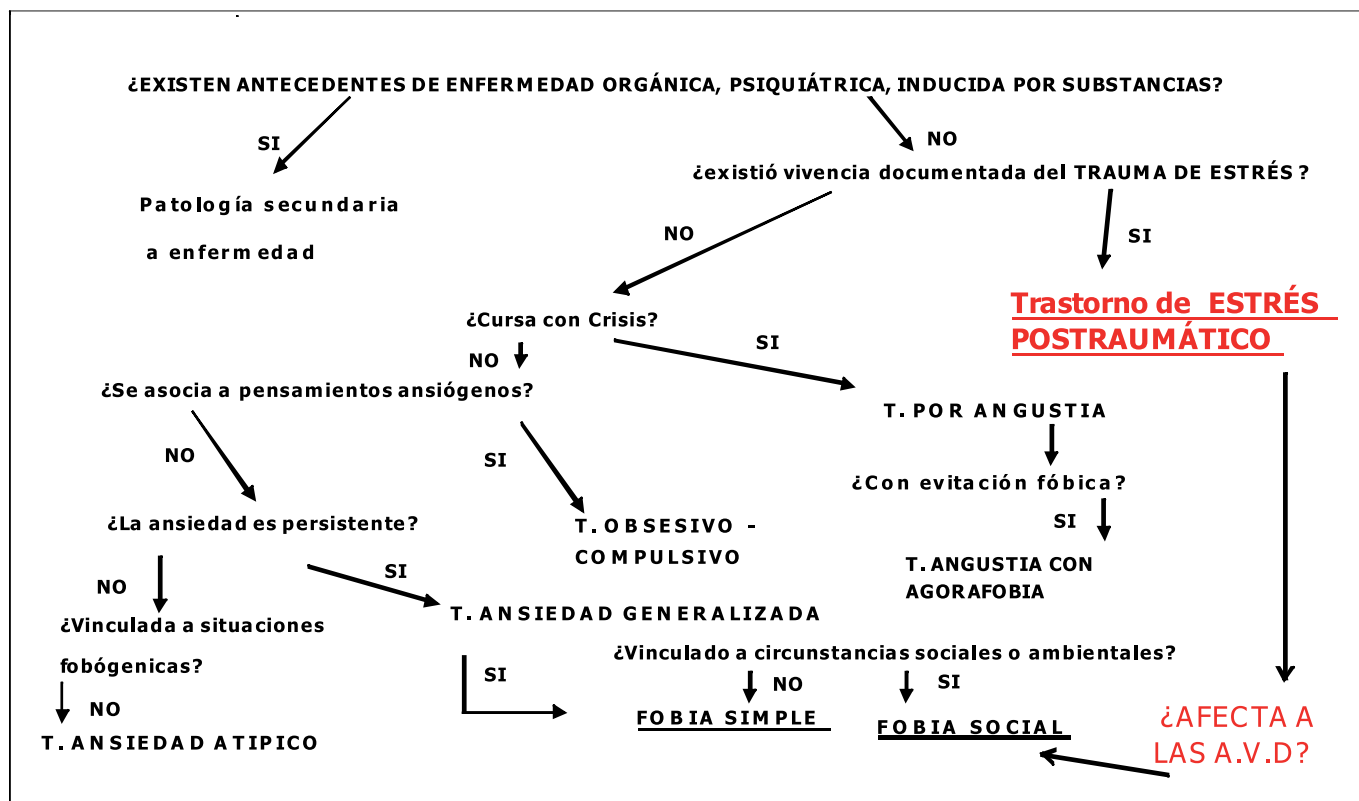 ¿EXISTEN ANTECEDENTES DE ENFERMEDAD ORGÁNICA, PSIQUIÁTRICA, INDUCIDA POR SUBSTANCIAS?
SI
NO
¿existió vivencia documentada del TRAUMA DE ESTRÉS ?
Patología secundaria
a enfermedad
NO
SI
Trastorno de ESTRÉS
POSTRAUMÁTICO
¿Cursa con Crisis?
NO
SI
¿Se asocia a pensamientos ansiógenos?
T. POR ANGUSTIA
NO
SI
¿Con evitación fóbica?
¿La ansiedad es persistente?
T. OBSESIVO -
COMPULSIVO
SI
T. ANGUSTIA CON
AGORAFOBIA
NO
SI
T. ANSIEDAD GENERALIZADA
¿Vinculada a situaciones
fobógenicas?
¿Vinculado a circunstancias sociales o ambientales?
SI
NO
SI
NO
FOBIA SIMPLE
FOBIA SOCIAL
T. ANSIEDAD ATIPICO
¿AFECTA A
LAS A.V.D?